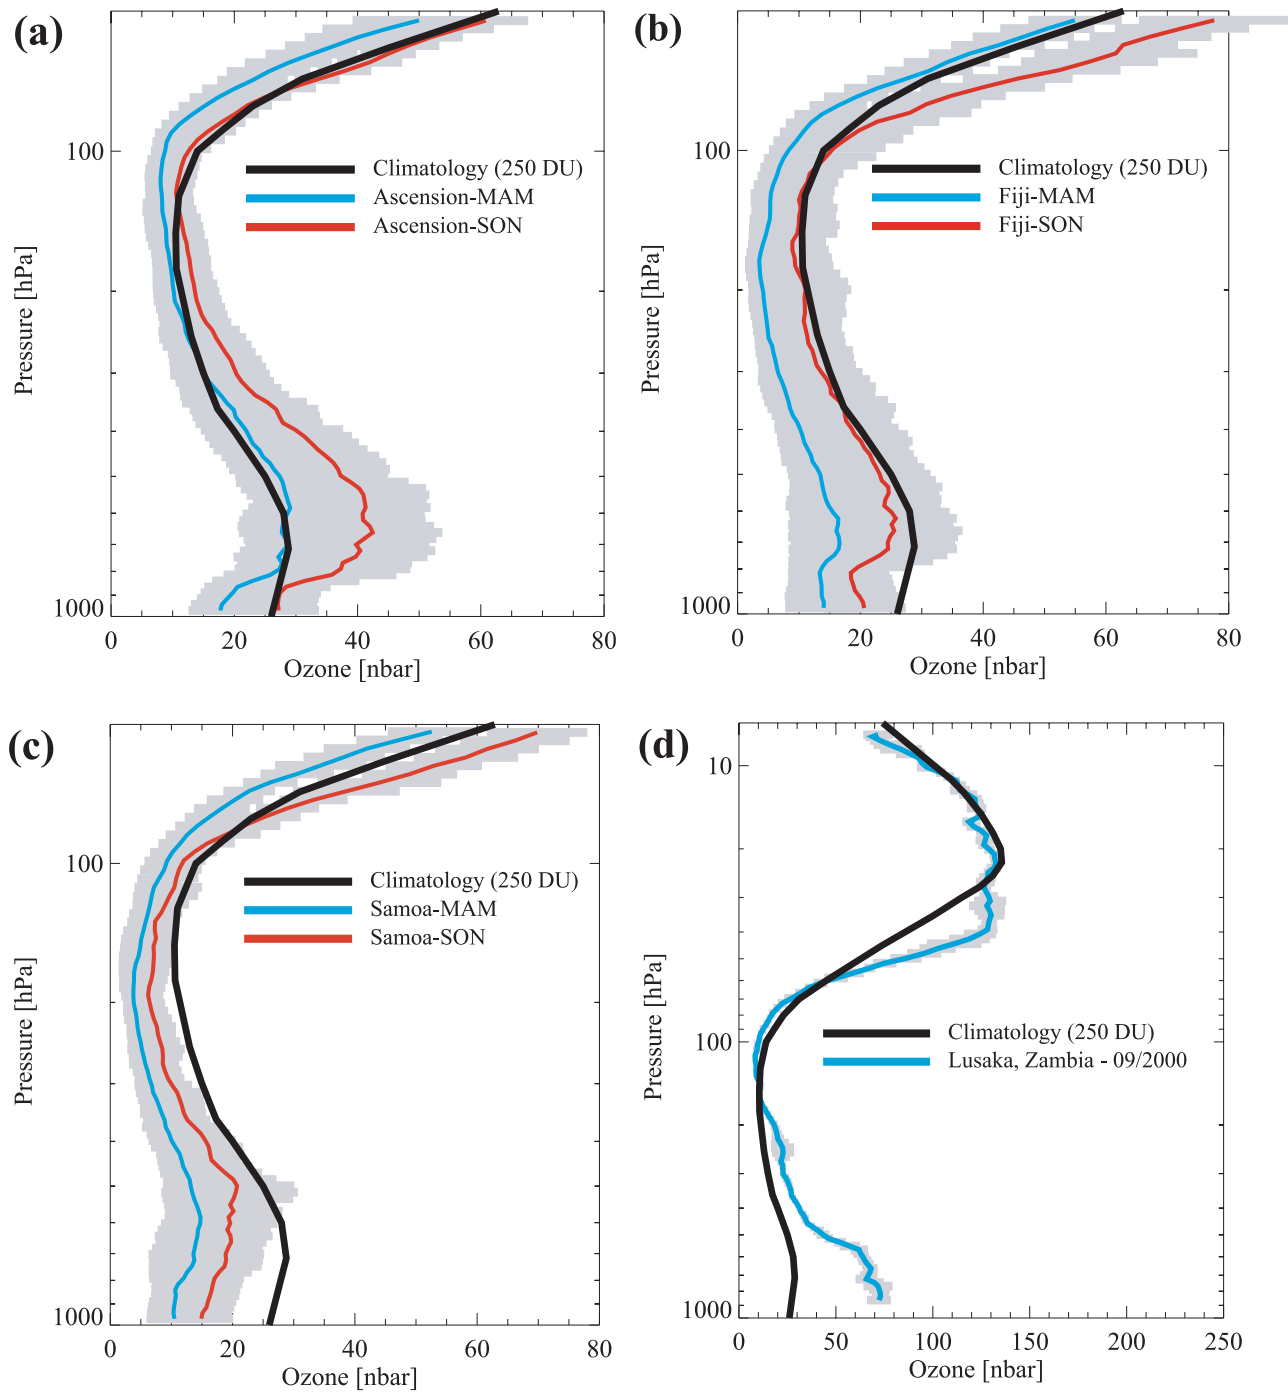 (a)
100
1000
Pressure [hPa]
Climatology (250 DU)
Ascension-MAM
Ascension-SON
0 20 40 60 80
Ozone [nbar]
(b)
100
1000
Pressure [hPa]
Climatology (250 DU)
Fiji-MAM
Fiji-SON
0 20 40 60 80
Ozone [nbar]
(c)
100
1000
Pressure [hPa]
Climatology (250 DU)
Samoa-MAM
Samoa-SON
0 20 40 60 80
Ozone [nbar]
(d)
10
100
1000
Pressure [hPa]
Climatology (250 DU)
Lusaka, Zambia - 09/2000
0 50 100 150 200 250
Ozone [nbar]